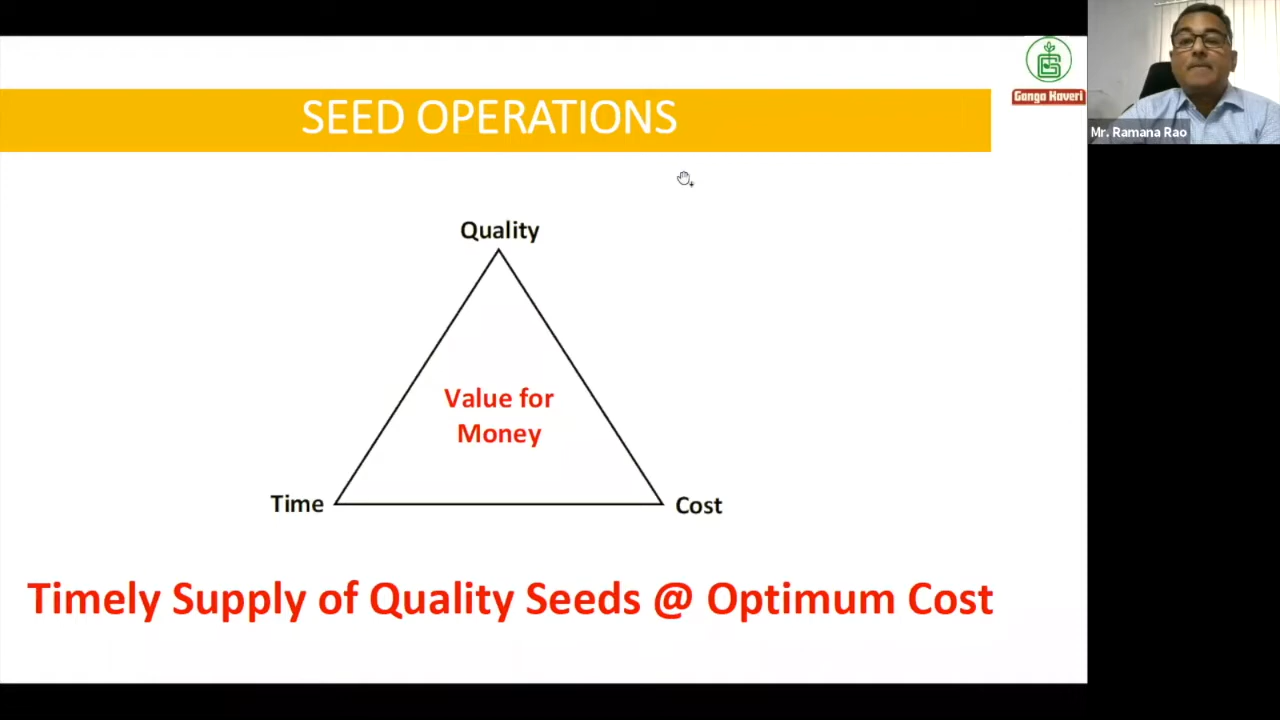 SEED OPERATIONS
Ganga Kaveri
Mr. Ramana Rao
Quality
Value for
Money
Time
Cost
Timely Supply of Quality Seeds @ Optimum Cost